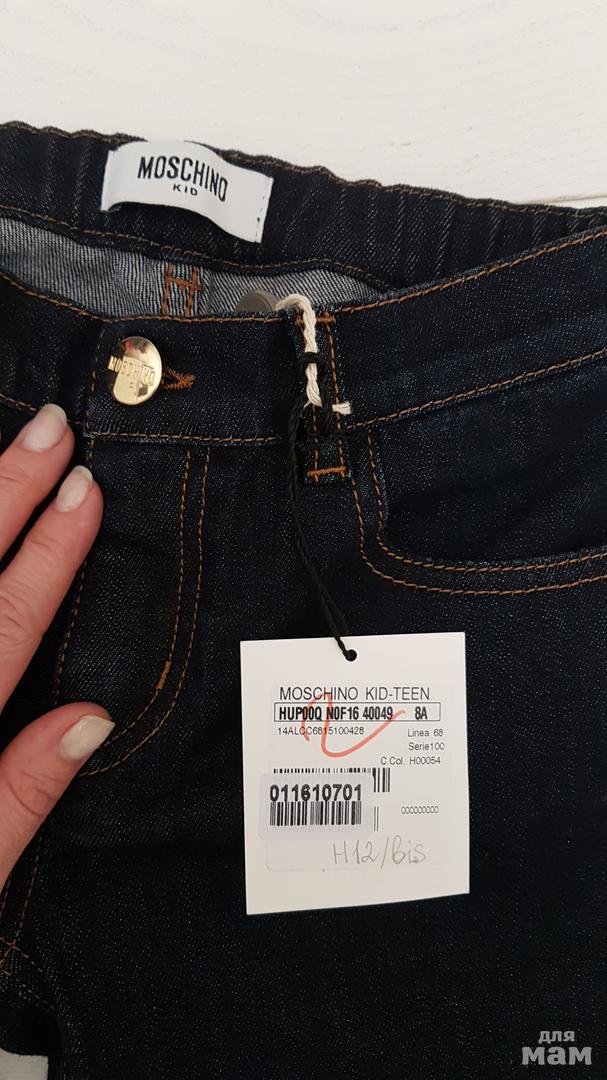 MOSCHINO
KID
MOSCHINO
MOSCHINO KID-TEEN
HUP00Q N0F16 40049 8A
14ALCC6815100428 Linea 68
Serie100
C.Col. H00054
011610701
000000000
H12/Bis
для
мам